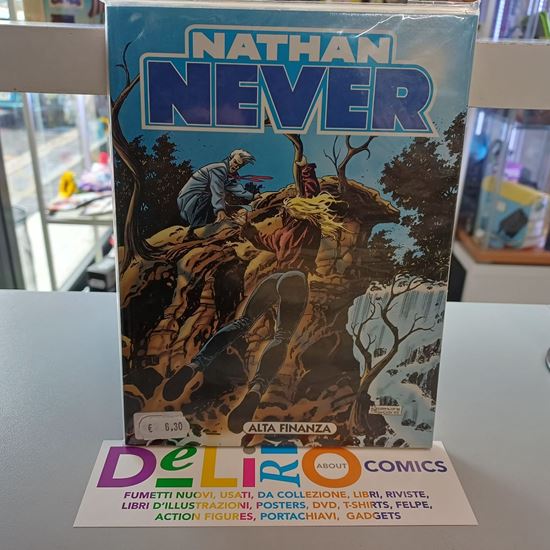 NATHAN
NEVER
ALTA FINANZA
€ 6,30
DeLiRiO ABOUT COMICS
FUMETTI NUOVI, USATI, DA COLLEZIONE, LIBRI, RIVISTE,
LIBRI D'ILLUSTRAZIONI, POSTERS, DVD, T-SHIRTS, FELPE,
ACTION FIGURES, PORTACHIAVI, GADGETS